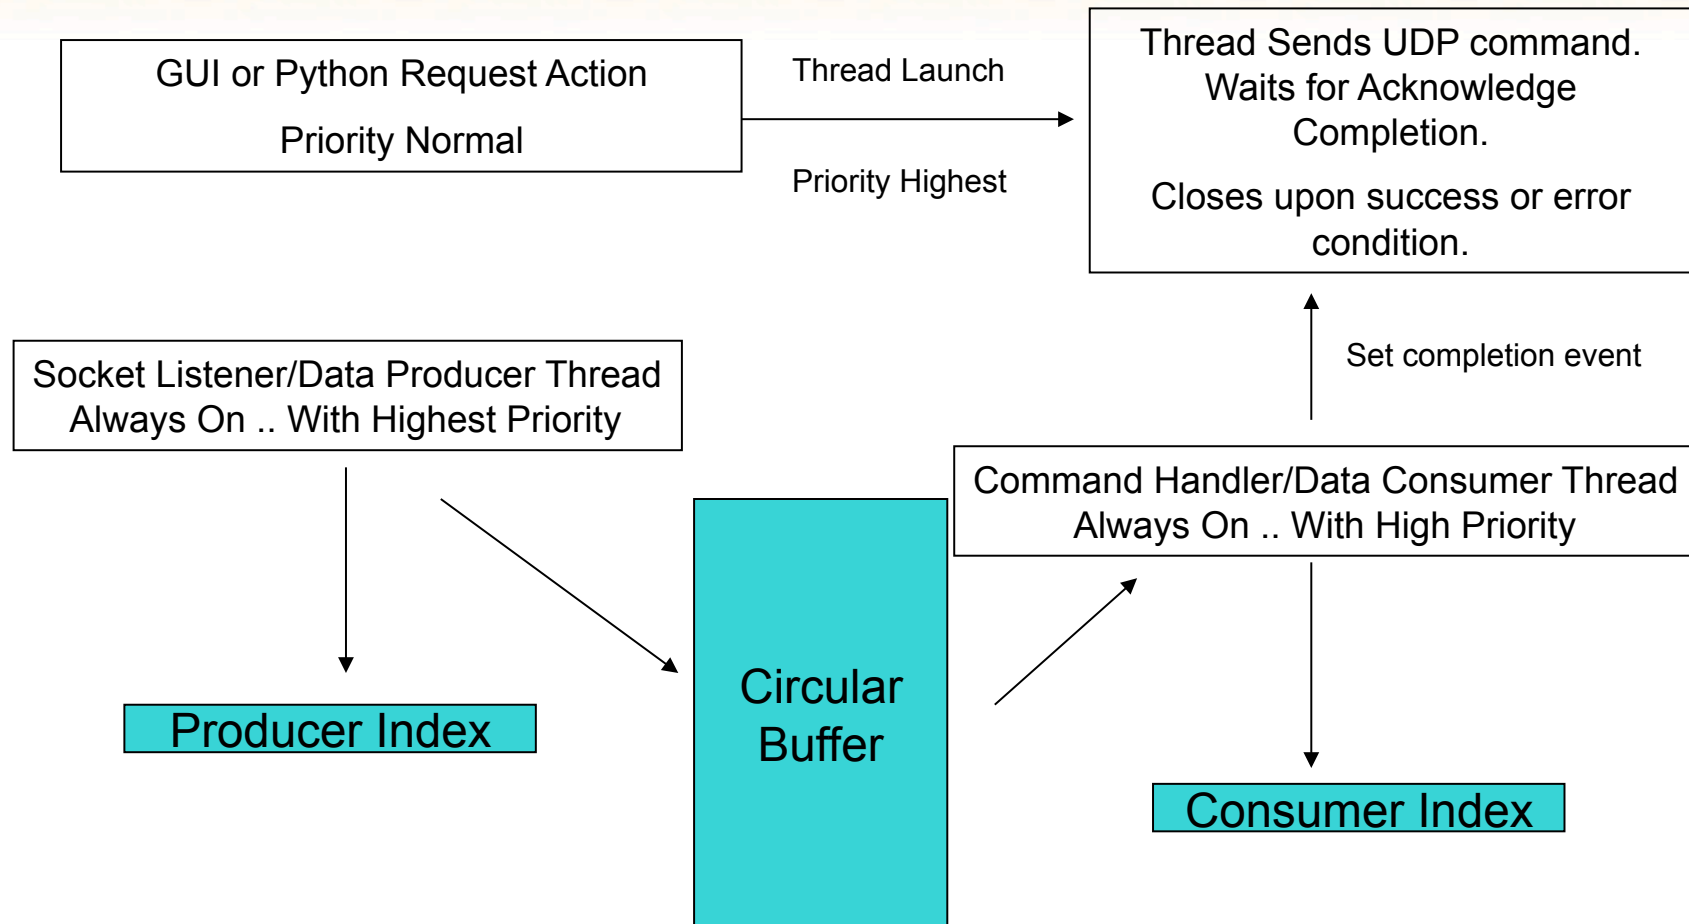 GUI or Python Request Action
Priority Normal
Thread Launch
Priority Highest
Thread Sends UDP command.
Waits for Acknowledge
Completion.
Closes upon success or error
condition.
Set completion event
Socket Listener/Data Producer Thread
Always On .. With Highest Priority
Command Handler/Data Consumer Thread
Always On .. With High Priority
Circular
Buffer
Producer Index
Consumer Index